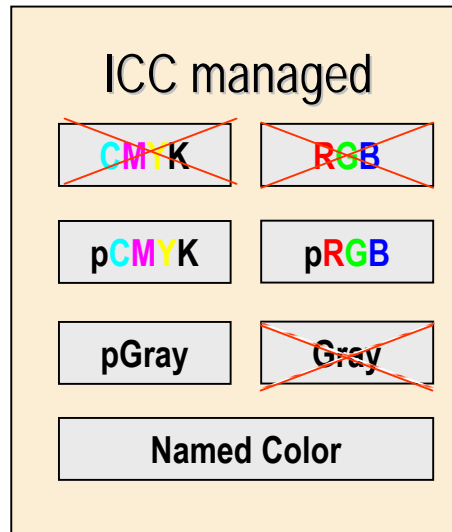 ICC managed
CMYK RGB
pCMYK pRGB
pGray Gray
Named Color